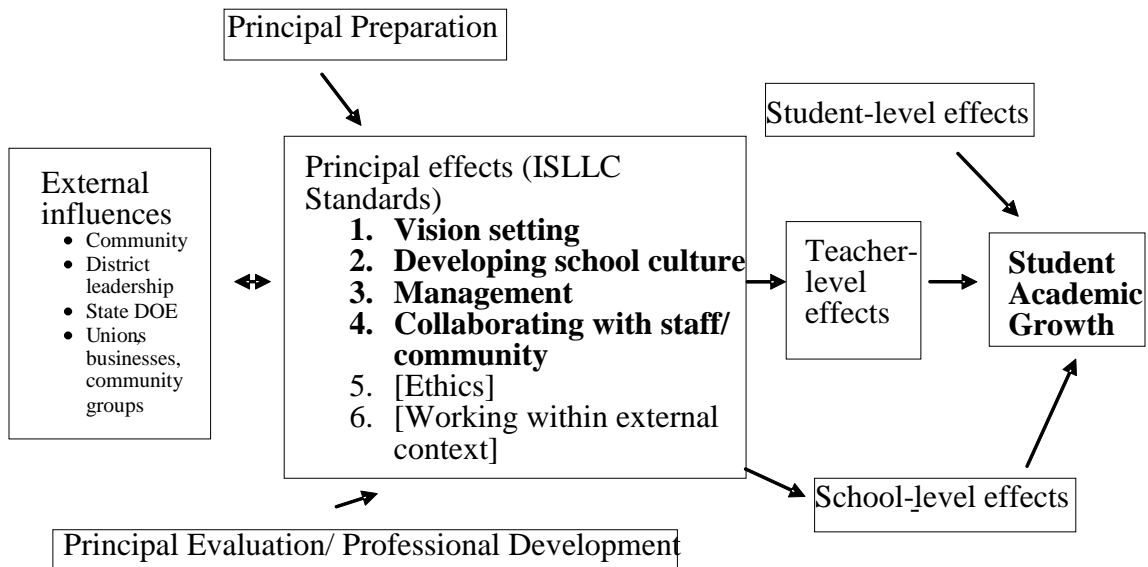 Principal Preparation
Student-level effects
External
influences
• Community
• District
leadership
• State DOE
• Unions,
businesses,
community
groups
Principal effects (ISLLC
Standards)
1. Vision setting
2. Developing school culture
3. Management
4. Collaborating with staff/
community
5. [Ethics]
6. [Working within external
context]
Teacher-
level
effects
Student
Academic
Growth
School-level effects
Principal Evaluation/ Professional Development